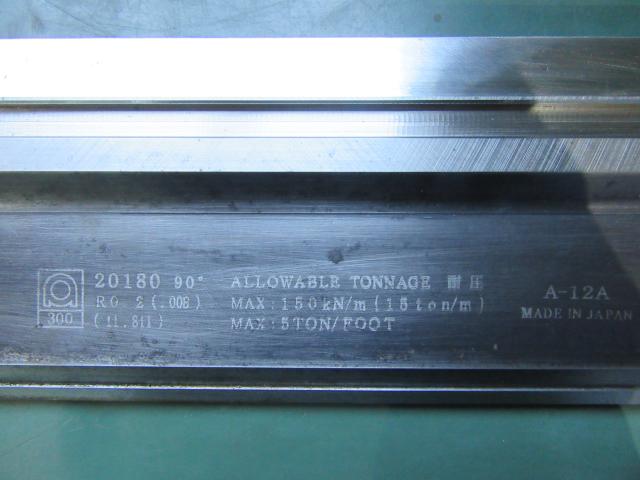 20180 90° ALLOWABLE TONNAGE 耐圧
R0.2(.008) MAX:150kN/m(15ton/m)
300 (11.811) MAX:5TON/FOOT
A-12A
MADE IN JAPAN